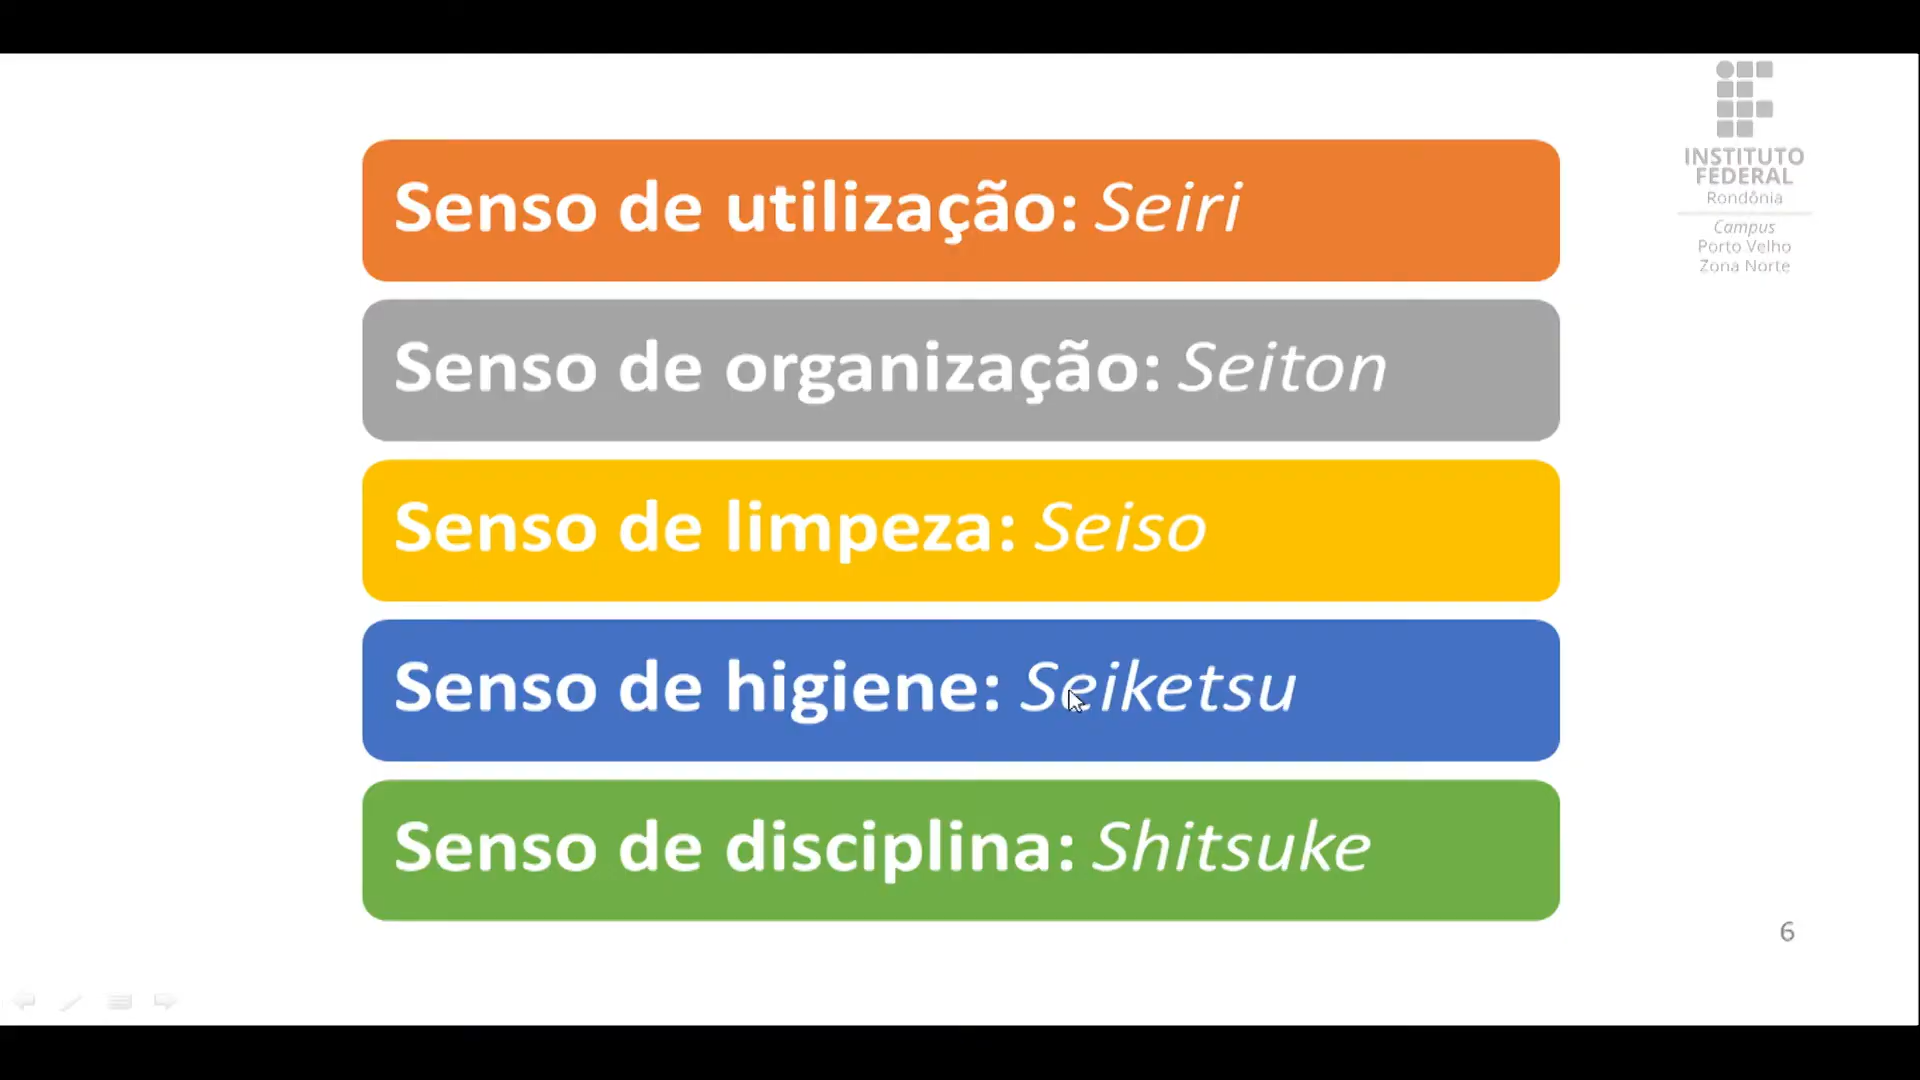 INSTITUTO
FEDERAL
Rondônia
Campus
Porto Velho
Zona Norte
Senso de utilização: Seiri
Senso de organização: Seiton
Senso de limpeza: Seiso
Senso de higiene: Seiketsu
Senso de disciplina: Shitsuke
6